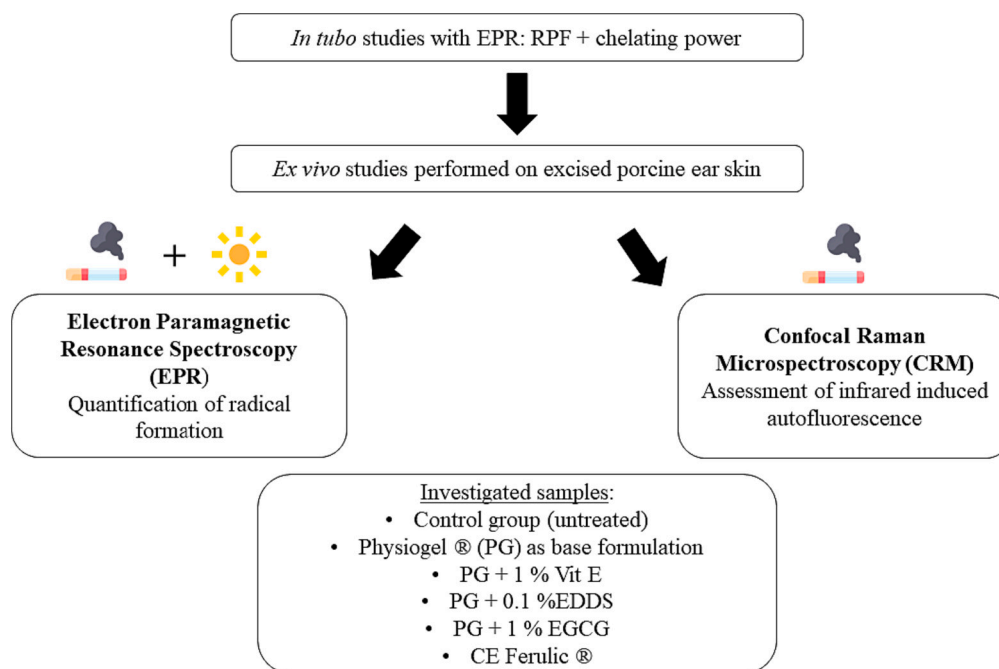 In tubo studies with EPR: RPF + chelating power
Ex vivo studies performed on excised porcine ear skin
+
Electron Paramagnetic
Resonance Spectroscopy
(EPR)
Quantification of radical
formation
Confocal Raman
Microspectroscopy (CRM)
Assessment of infrared induced
autofluorescence
Investigated samples:
• Control group (untreated)
• Physiogel ® (PG) as base formulation
• PG + 1 % Vit E
• PG + 0.1 %EDDS
• PG + 1 % EGCG
• CE Ferulic ®